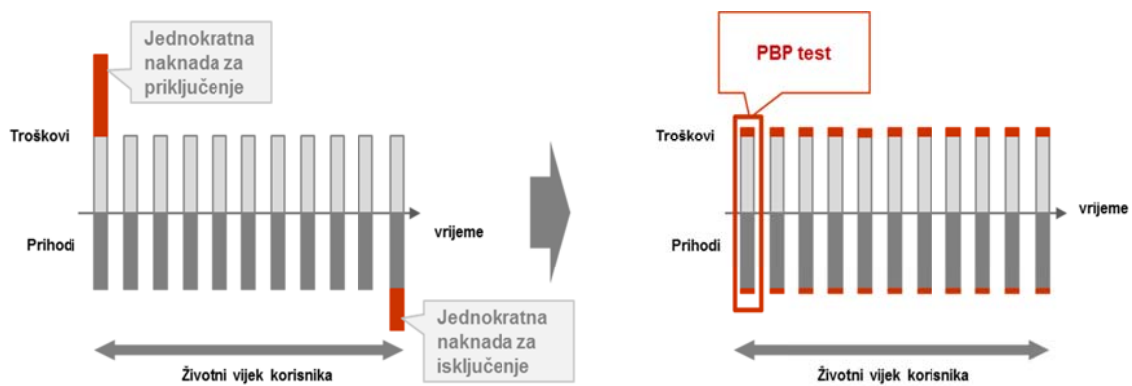 Jednokratna
naknada za
priključenje
Troškovi
vrijeme
Prihodi
Jednokratna
naknada za
isključenje
Životni vijek korisnika
PBP test
Troškovi
vrijeme
Prihodi
Životni vijek korisnika